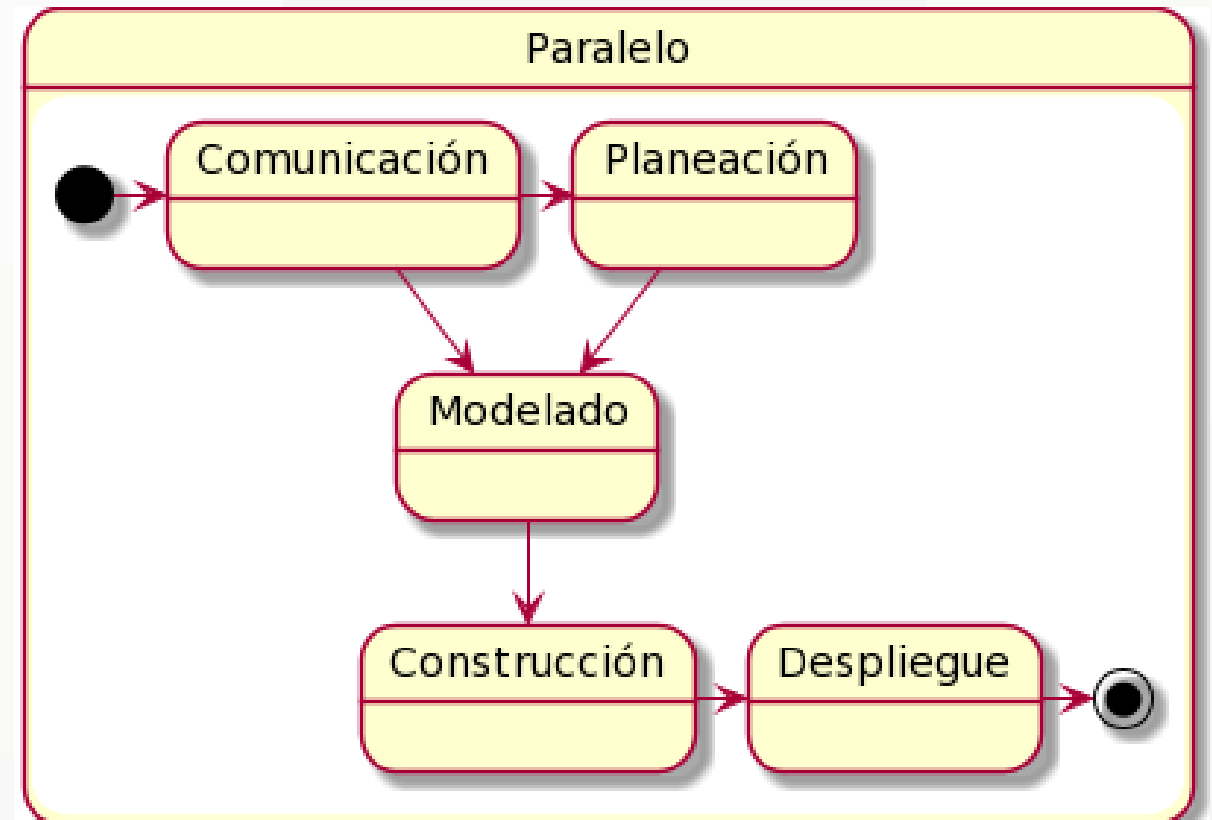 Paralelo
Comunicación
Planeación
Modelado
Construcción
Despliegue